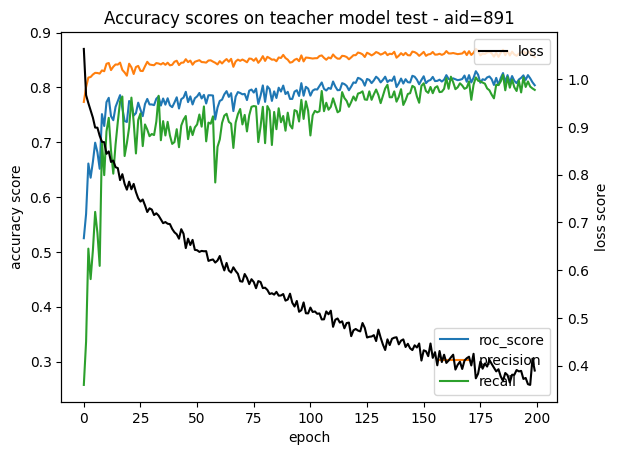 Accuracy scores on teacher model test - aid=891
accuracy score
0.9
0.8
0.7
0.6
0.5
0.4
0.3
loss
1.0
0.9
0.8
0.7
0.6
0.5
0.4
loss score
roc_score
precision
recall
0 25 50 75 100 125 150 175 200
epoch